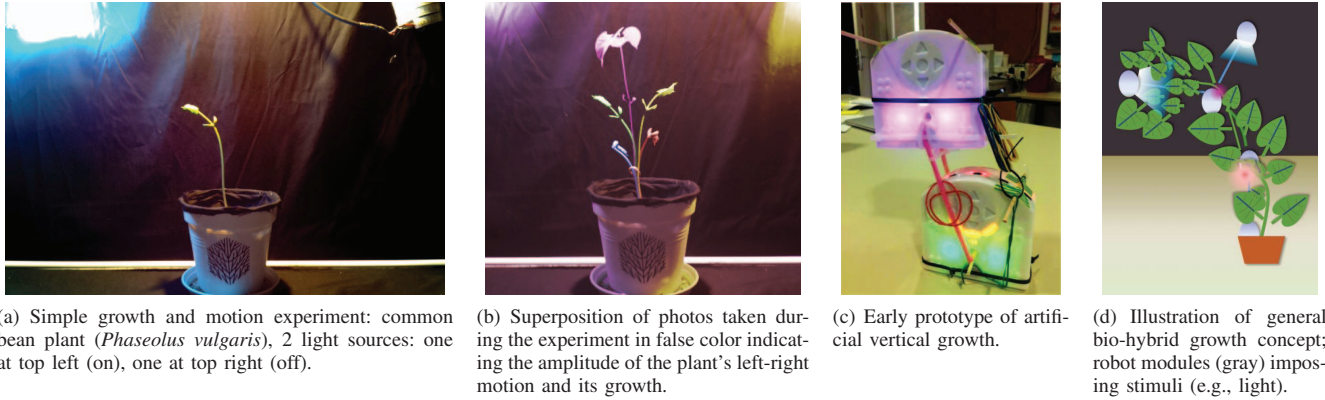 (a) Simple growth and motion experiment: common
bean plant (Phaseolus vulgaris), 2 light sources: one
at top left (on), one at top right (off).
(b) Superposition of photos taken dur-
ing the experiment in false color indicat-
ing the amplitude of the plant's left-right
motion and its growth.
(c) Early prototype of artifi-
cial vertical growth.
(d) Illustration of general
bio-hybrid growth concept;
robot modules (gray) impos-
ing stimuli (e.g., light).